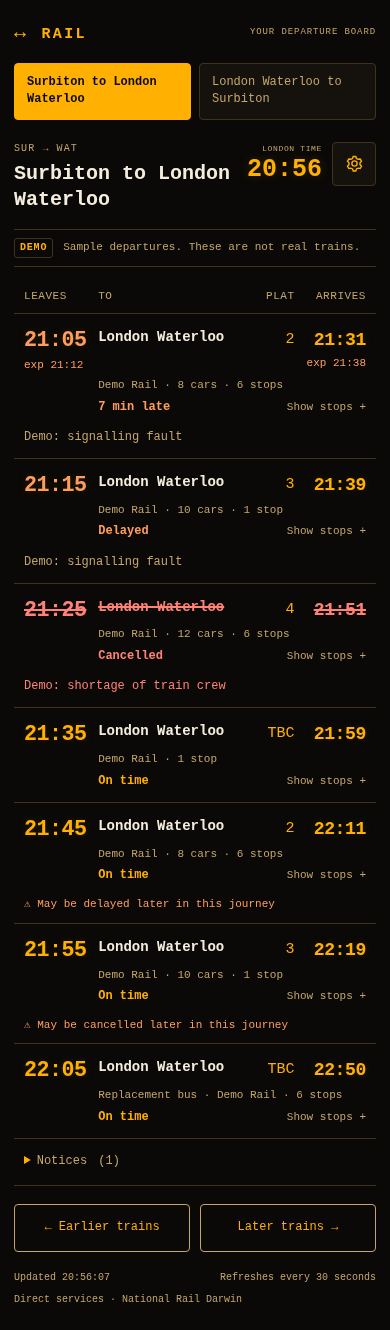 ↔ RAIL YOUR DEPARTURE BOARD
Surbiton to London Waterloo
London Waterloo to Surbiton
SUR → WAT
Surbiton to London Waterloo
LONDON TIME
20:56
DEMO Sample departures. These are not real trains.
LEAVES TO PLAT ARRIVES
21:05 London Waterloo 2 21:31
exp 21:12 exp 21:38
Demo Rail · 8 cars · 6 stops
7 min late Show stops +
Demo: signalling fault
21:15 London Waterloo 3 21:39
Demo Rail · 10 cars · 1 stop
Delayed Show stops +
Demo: signalling fault
21:25 London Waterloo 4 21:51
Demo Rail · 12 cars · 6 stops
Cancelled Show stops +
Demo: shortage of train crew
21:35 London Waterloo TBC 21:59
Demo Rail · 1 stop
On time Show stops +
21:45 London Waterloo 2 22:11
Demo Rail · 8 cars · 6 stops
On time Show stops +
⚠ May be delayed later in this journey
21:55 London Waterloo 3 22:19
Demo Rail · 10 cars · 1 stop
On time Show stops +
⚠ May be cancelled later in this journey
22:05 London Waterloo TBC 22:50
Replacement bus · Demo Rail · 6 stops
On time Show stops +
▶ Notices (1)
← Earlier trains Later trains →
Updated 20:56:07 Refreshes every 30 seconds
Direct services · National Rail Darwin